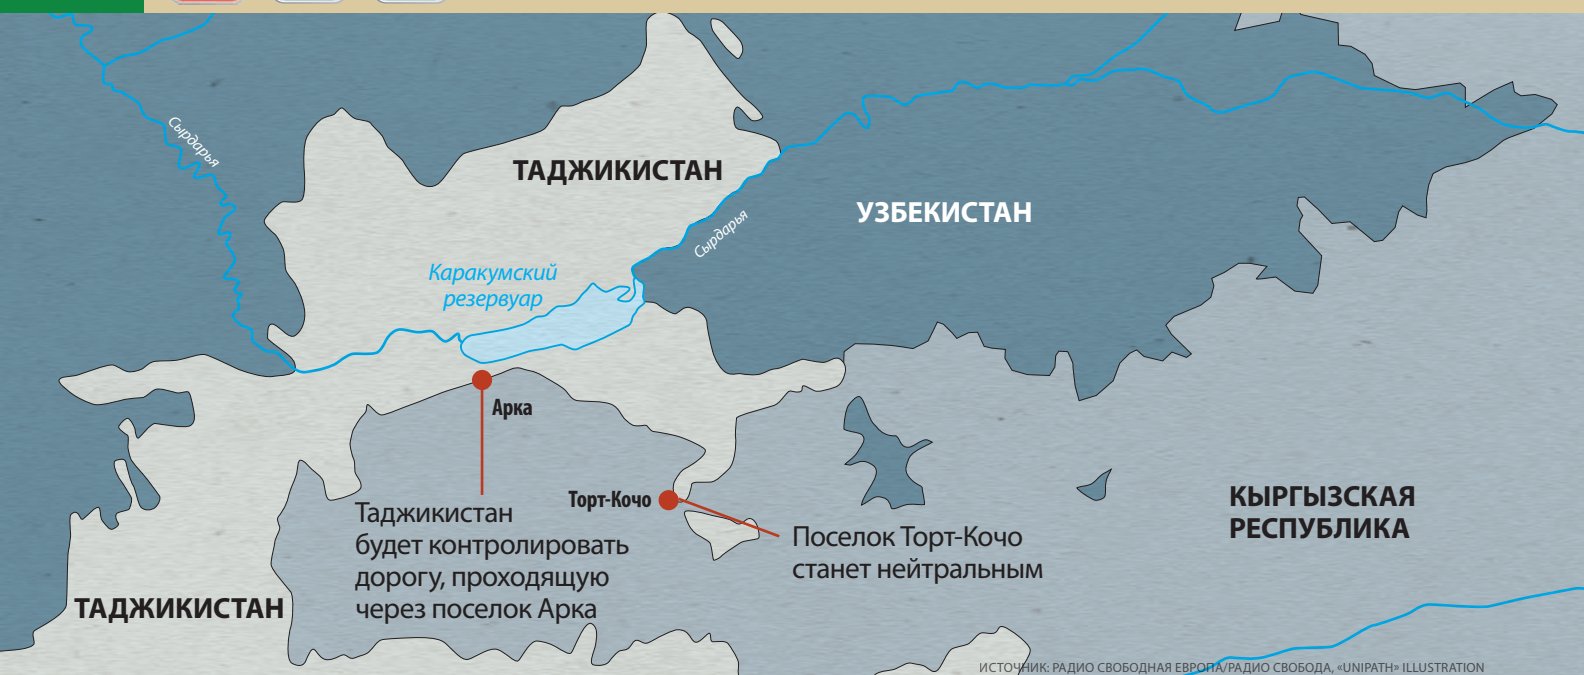 Сырдарья
ТАДЖИКИСТАН
УЗБЕКИСТАН
Сырдарья
Каракумский
резервуар
Арка
Торт-Кочо
Таджикистан
будет контролировать
дорогу, проходящую
через поселок Арка
Поселок Торт-Кочо
станет нейтральным
КЫРГЫЗСКАЯ
РЕСПУБЛИКА
ТАДЖИКИСТАН
ИСТОЧНИК: РАДИО СВОБОДНАЯ ЕВРОПА/РАДИО СВОБОДА, «UNIPATH» ILLUSTRATION